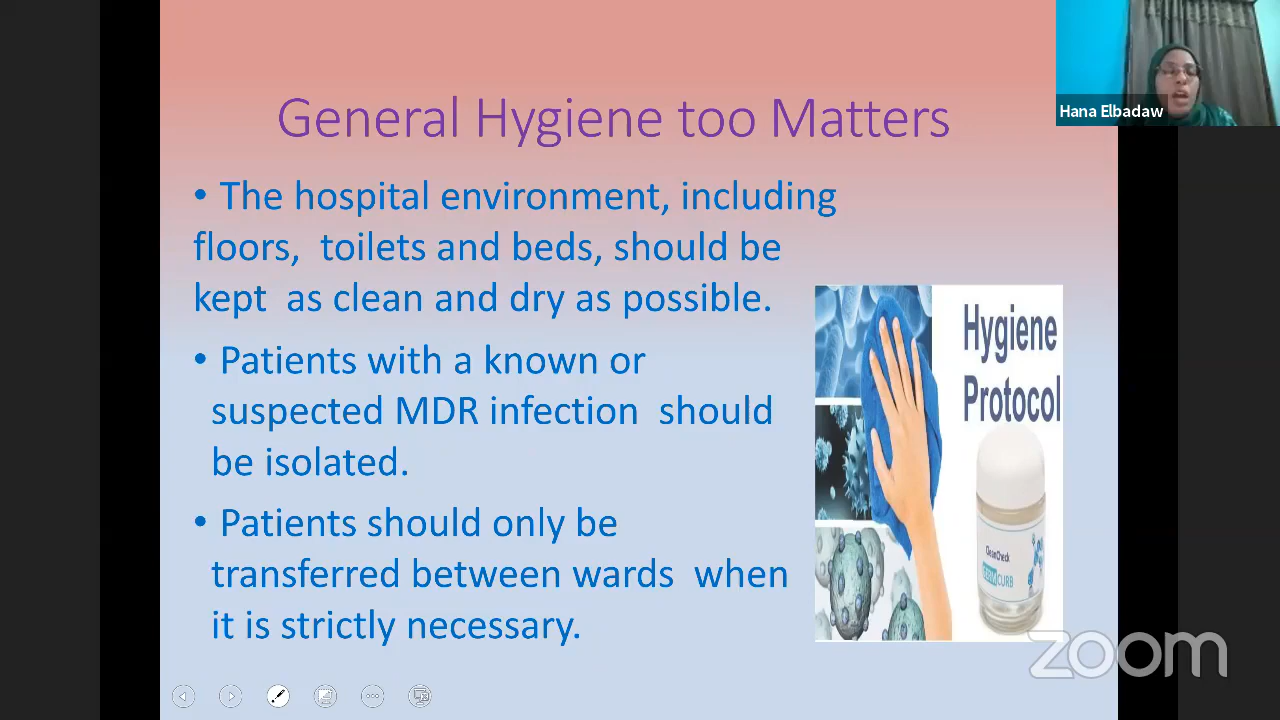 General Hygiene too Matters
Hana Elbadaw
• The hospital environment, including
floors, toilets and beds, should be
kept as clean and dry as possible.
• Patients with a known or
suspected MDR infection should
be isolated.
• Patients should only be
transferred between wards when
it is strictly necessary.
Hygiene
Protocol
CleanCheck
CURB
zoom